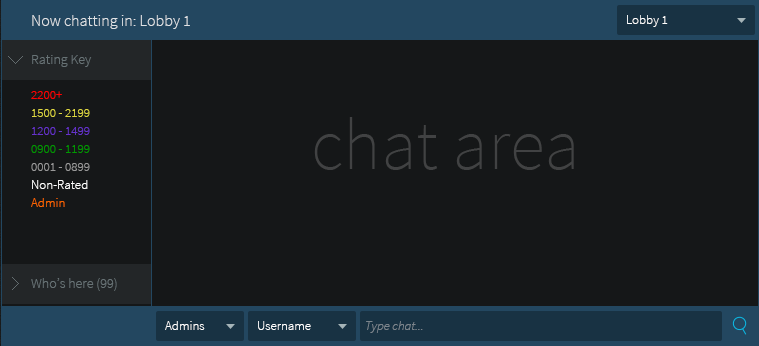 Now chatting in: Lobby 1
Lobby 1
Rating Key
2200+
1500 - 2199
1200 - 1499
0900 - 1199
0001 - 0899
Non-Rated
Admin
chat area
Who's here (99)
Admins
Username
Type chat...